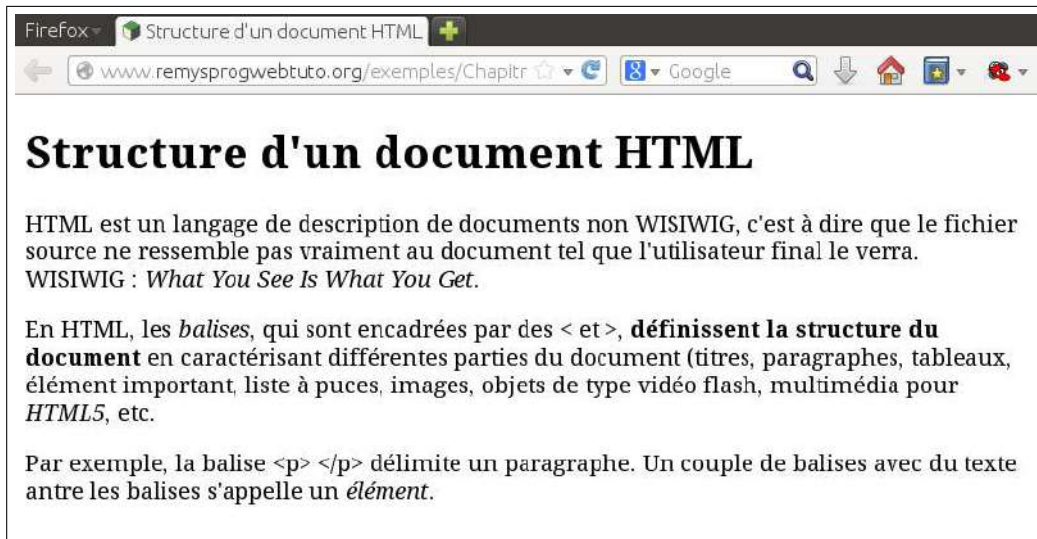 Firefox
Structure d'un document HTML
www.remysprogwebtuto.org/exemples/Chapitr
Google
Structure d'un document HTML
HTML est un langage de description de documents non WISIWIG, c'est à dire que le fichier
source ne ressemble pas vraiment au document tel que l'utilisateur final le verra.
WISIWIG : What You See Is What You Get.
En HTML, les balises, qui sont encadrées par des < et >, définissent la structure du
document en caractérisant différentes parties du document (titres, paragraphes, tableaux,
élément important, liste à puces, images, objets de type vidéo flash, multimédia pour
HTML5, etc.
Par exemple, la balise <p> </p> délimite un paragraphe. Un couple de balises avec du texte
antre les balises s'appelle un élément.